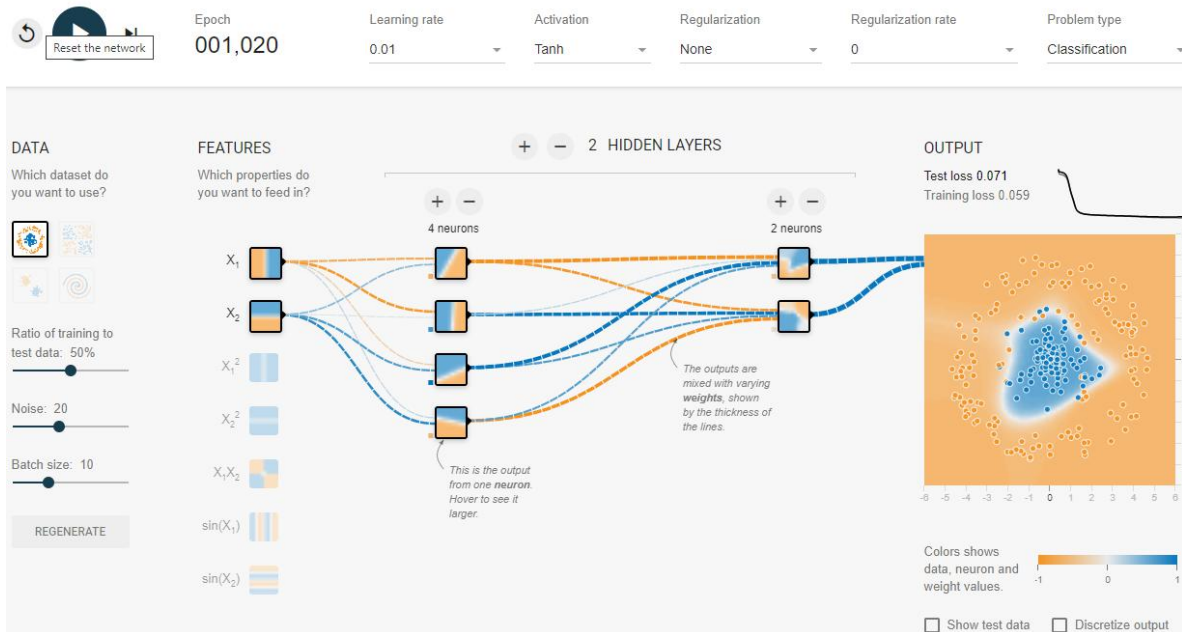 Reset the network
Epoch
001,020
Learning rate
0.01
Activation
Tanh
Regularization
None
Regularization rate
0
Problem type
Classification
DATA
Which dataset do
you want to use?
Ratio of training to
test data: 50%
Noise: 20
Batch size: 10
REGENERATE
FEATURES
Which properties do
you want to feed in?
X₁
X₂
X₁²
X₂²
X₁X₂
sin(X₁)
sin(X₂)
+ − 2 HIDDEN LAYERS
+ −
4 neurons
+ −
2 neurons
This is the output
from one neuron.
Hover to see it
larger.
The outputs are
mixed with varying
weights, shown
by the thickness of
the lines.
OUTPUT
Test loss 0.071
Training loss 0.059
-6 -5 -4 -3 -2 -1 0 1 2 3 4 5 6
Colors shows
data, neuron and
weight values.
-1 0 1
Show test data
Discretize output